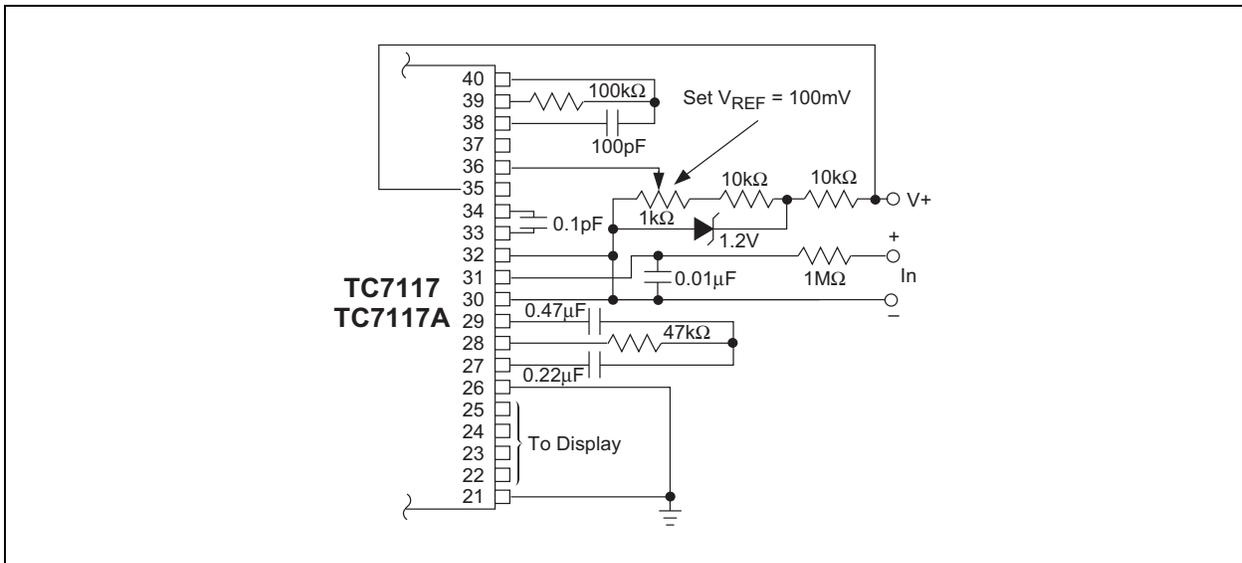 40
39
38
37
36
35
34
33
32
31
30
29
28
27
26
25
24
23
22
21
TC7117
TC7117A
100kΩ
100pF
Set VREF = 100mV
1kΩ
10kΩ
10kΩ
V+
1.2V
0.1pF
0.01μF
1MΩ
+
In
–
0.47μF
47kΩ
0.22μF
To Display